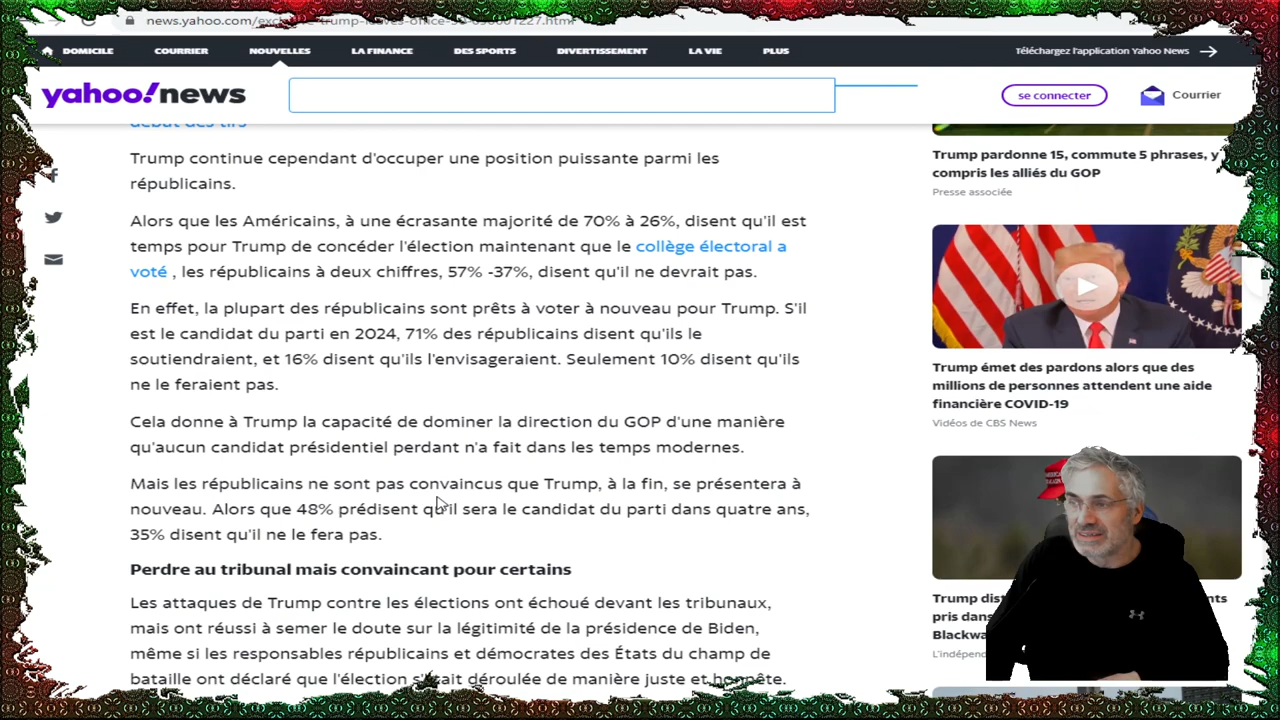 news.yahoo.com/exc
DOMICILE COURRIER NOUVELLES LA FINANCE DES SPORTS DIVERTISSEMENT LA VIE PLUS Téléchargez l'application Yahoo News
yahoo!news se connecter Courrier
début des tirs
Trump continue cependant d'occuper une position puissante parmi les
républicains.
Alors que les Américains, à une écrasante majorité de 70% à 26%, disent qu'il est
temps pour Trump de concéder l'élection maintenant que le collège électoral a
voté , les républicains à deux chiffres, 57% -37%, disent qu'il ne devrait pas.
En effet, la plupart des républicains sont prêts à voter à nouveau pour Trump. S'il
est le candidat du parti en 2024, 71% des républicains disent qu'ils le
soutiendraient, et 16% disent qu'ils l'envisageraient. Seulement 10% disent qu'ils
ne le feraient pas.
Cela donne à Trump la capacité de dominer la direction du GOP d'une manière
qu'aucun candidat présidentiel perdant n'a fait dans les temps modernes.
Mais les républicains ne sont pas convaincus que Trump, à la fin, se présentera à
nouveau. Alors que 48% prédisent qu'il sera le candidat du parti dans quatre ans,
35% disent qu'il ne le fera pas.
Perdre au tribunal mais convaincant pour certains
Les attaques de Trump contre les élections ont échoué devant les tribunaux,
mais ont réussi à semer le doute sur la légitimité de la présidence de Biden,
même si les responsables républicains et démocrates des États du champ de
bataille ont déclaré que l'élection s'était déroulée de manière juste et honnête.
Trump pardonne 15, commute 5 phrases, y
compris les alliés du GOP
Presse associée
Trump émet des pardons alors que des
millions de personnes attendent une aide
financière COVID-19
Vidéos de CBS News
Trump
pris dans
Blackwa
L'indépen